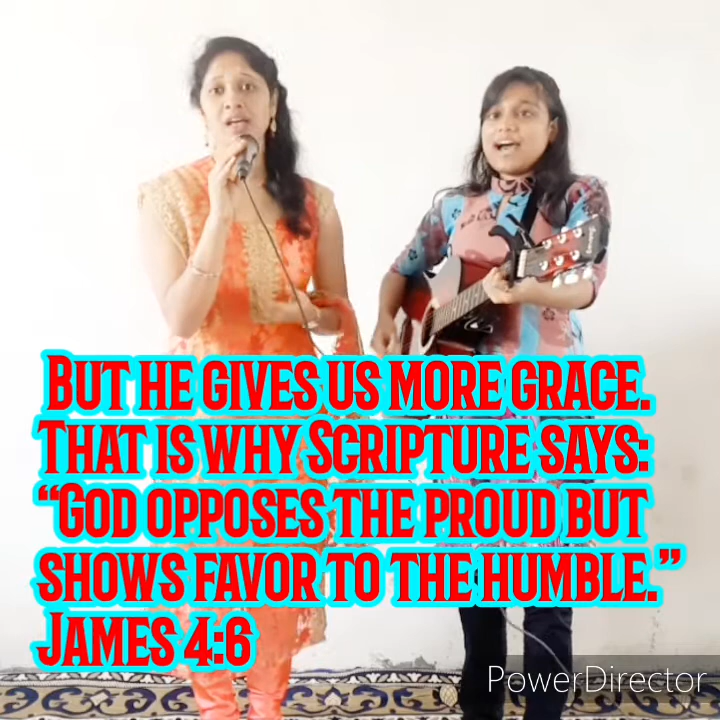 But he gives us more grace.
That is why Scripture says:
“God opposes the proud but
shows favor to the humble.”
James 4:6
PowerDirector